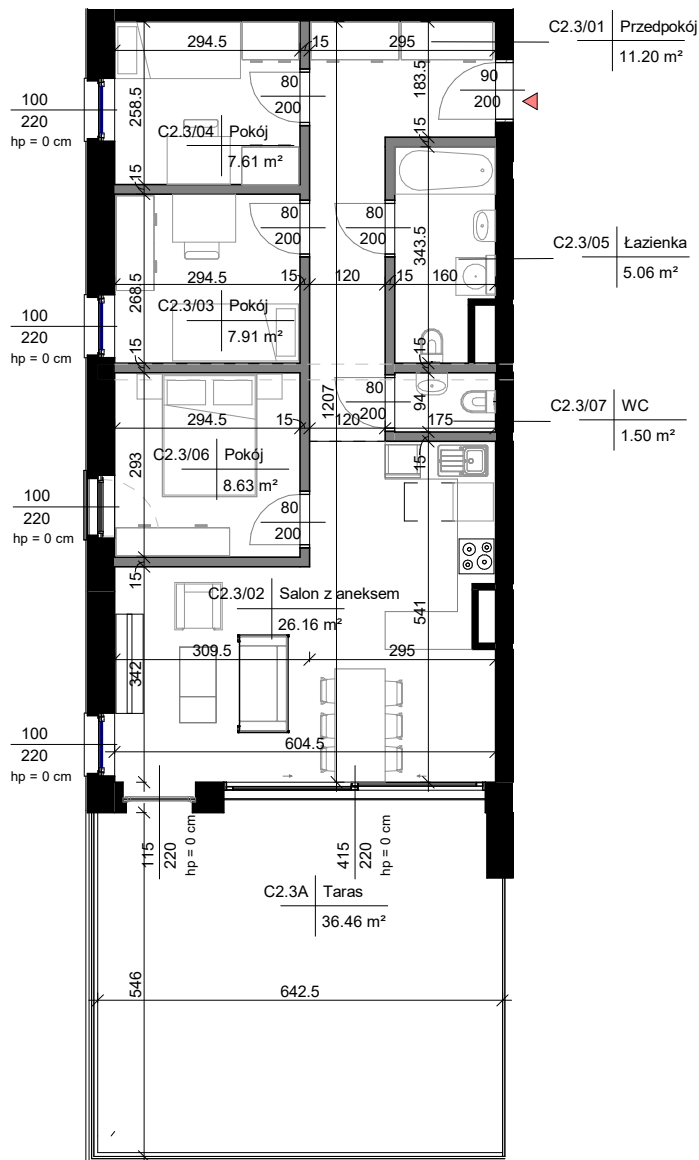 C2.3/01 Przedpokój
11.20 m²
294.5
15
295
80
200
90
200
183.5
15
258.5
100
220
hp = 0 cm
C2.3/04 Pokój
7.61 m²
15
80
200
80
200
343.5
C2.3/05 Łazienka
5.06 m²
268.5
294.5
15
120
15
160
C2.3/03 Pokój
7.91 m²
100
220
hp = 0 cm
15
15
80
200
94
C2.3/07 WC
1.50 m²
1207
294.5
15
120
175
293
C2.3/06 Pokój
8.63 m²
15
100
220
hp = 0 cm
80
200
15
C2.3/02 Salon z aneksem
26.16 m²
541
309.5
295
342
100
220
hp = 0 cm
604.5
115
220
hp = 0 cm
415
220
hp = 0 cm
C2.3A Taras
36.46 m²
546
642.5